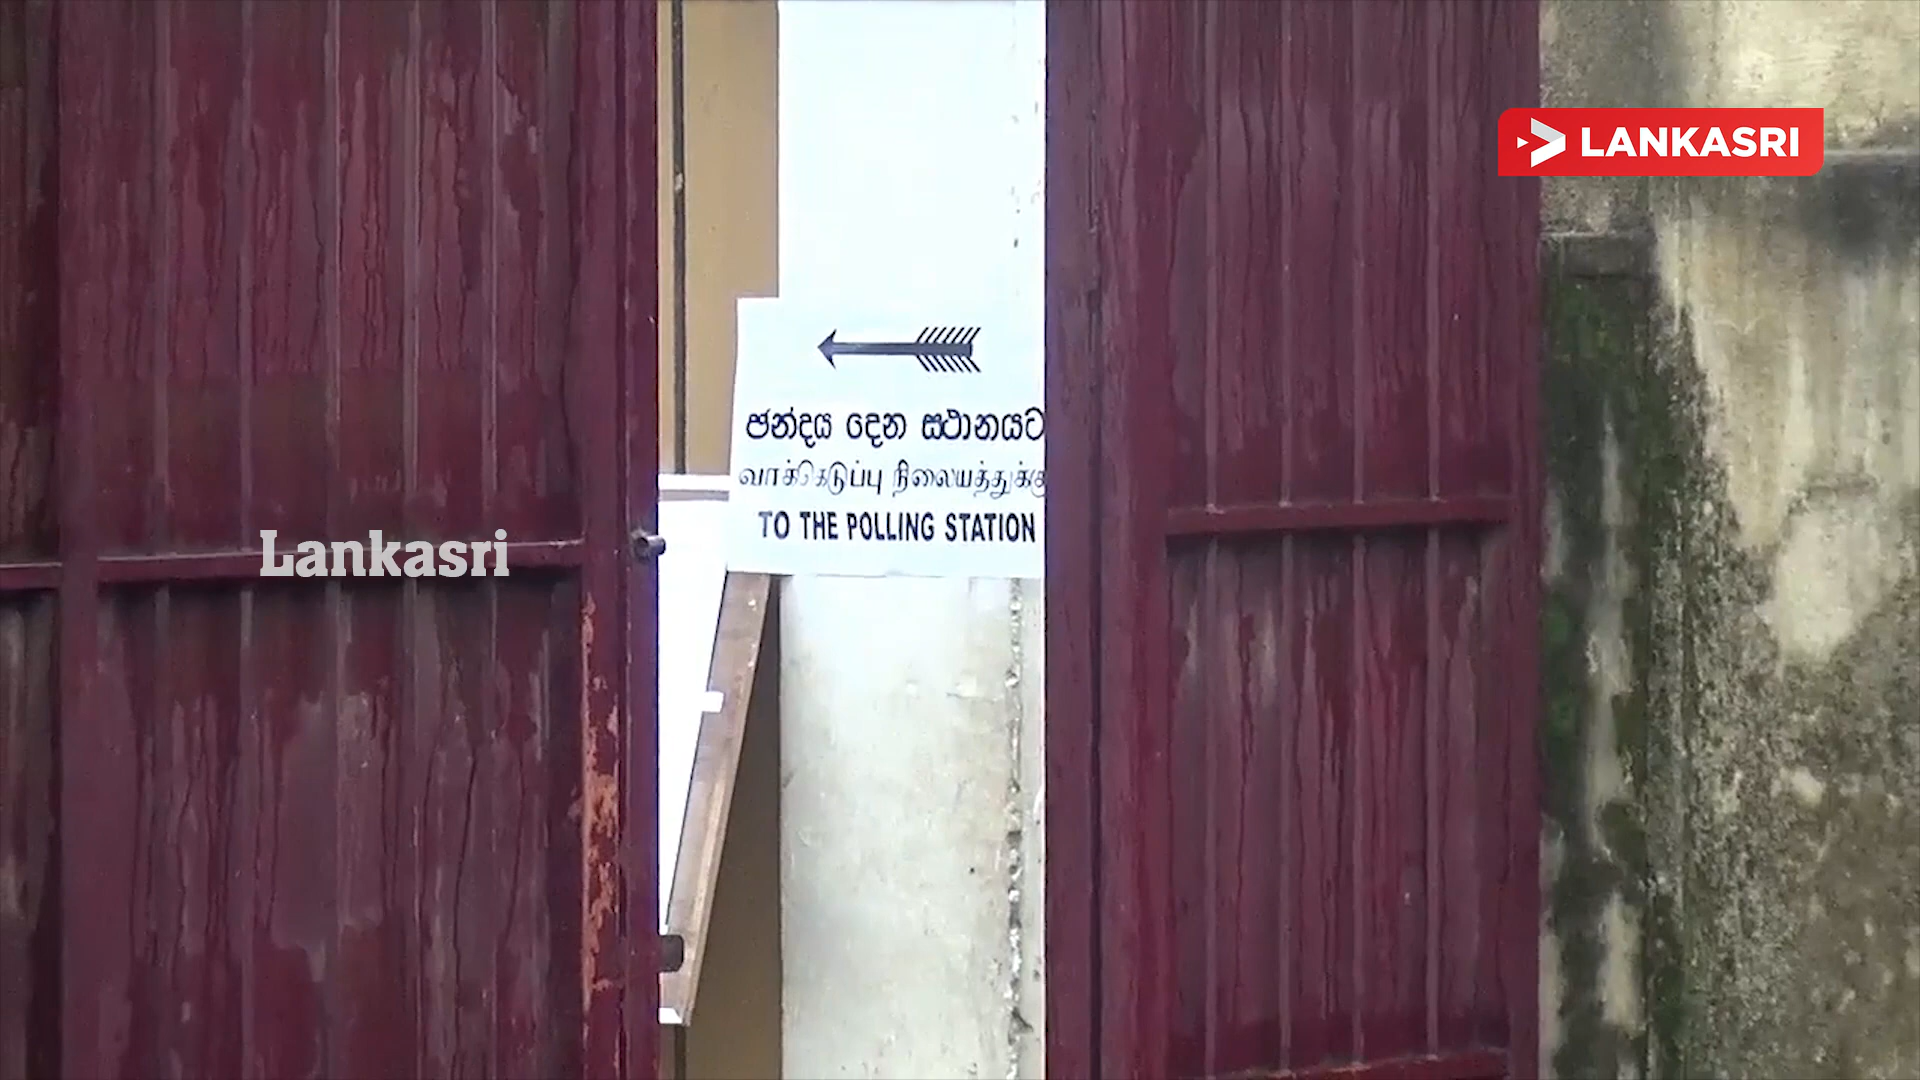 LANKASRI
ඡන්දය දෙන ස්ථානයට
வாக்கெடுப்பு நிலையத்துக்கு
TO THE POLLING STATION
Lankasri